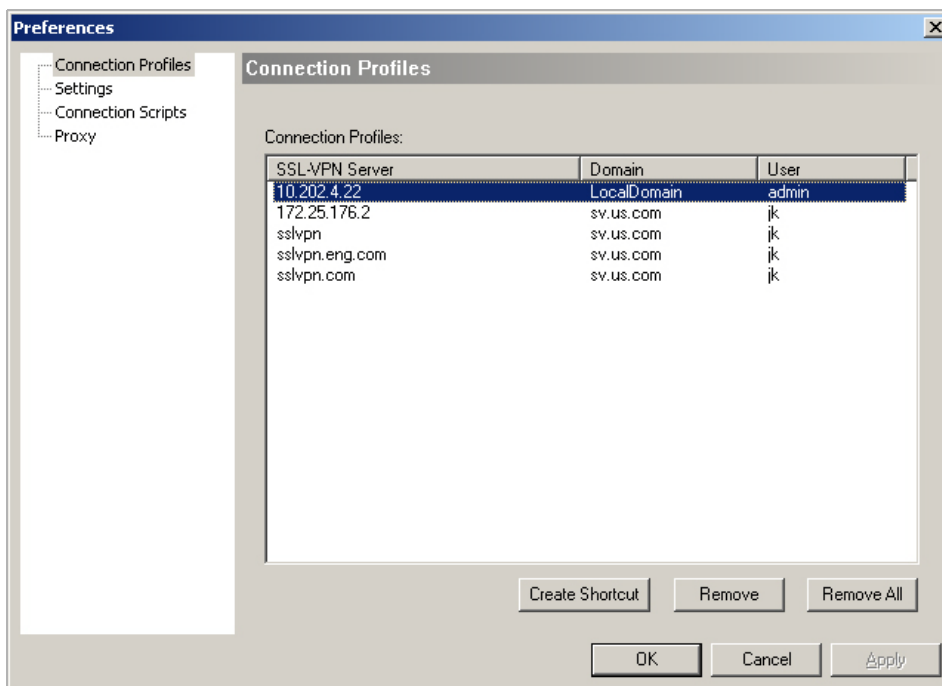 Preferences
Connection Profiles
Settings
Connection Scripts
Proxy
Connection Profiles
Connection Profiles:
SSL-VPN Server Domain User
10.202.4.22 LocalDomain admin
172.25.176.2 sv.us.com jk
sslvpn sv.us.com jk
sslvpn.eng.com sv.us.com jk
sslvpn.com sv.us.com jk
Create Shortcut Remove Remove All
OK Cancel Apply